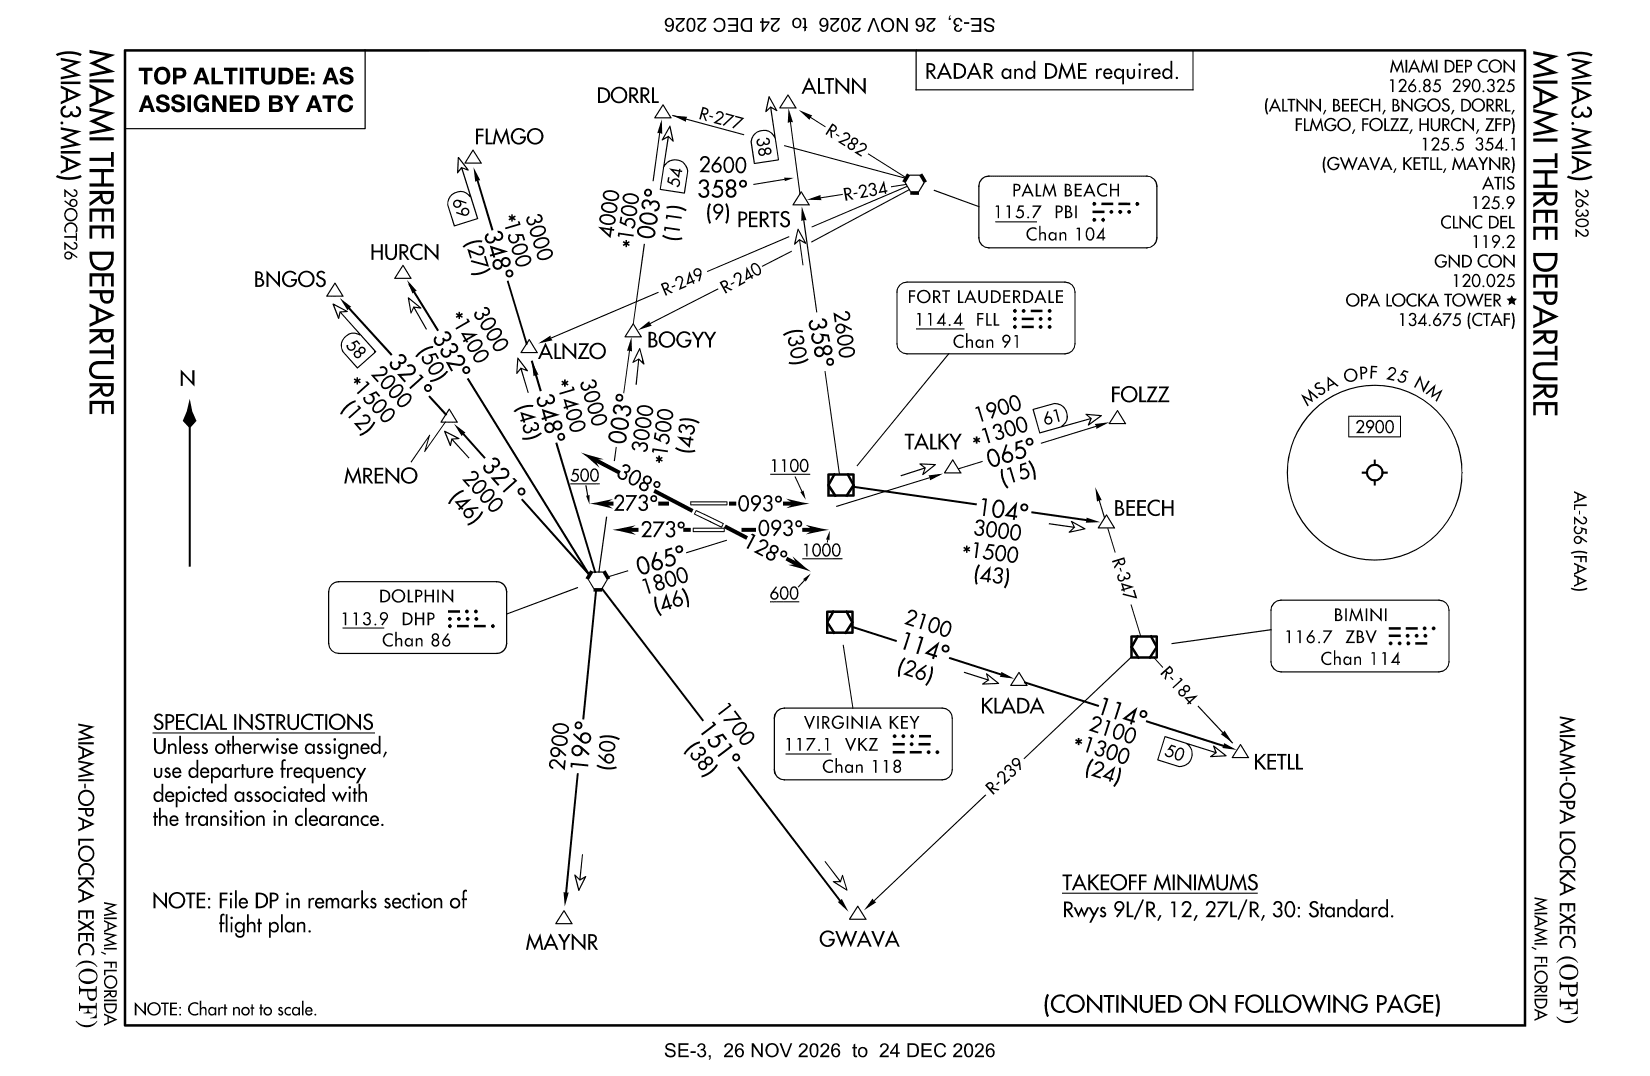 SE-3, 26 NOV 2026 to 24 DEC 2026
(MIA3.MIA) 29OCT26
MIAMI THREE DEPARTURE
MIAMI-OPA LOCKA EXEC (OPF)
MIAMI, FLORIDA
TOP ALTITUDE: AS
ASSIGNED BY ATC
RADAR and DME required.
MIAMI DEP CON
126.85 290.325
(ALTNN, BEECH, BNGOS, DORRL,
FLMGO, FOLZZ, HURCN, ZFP)
125.5 354.1
(GWAVA, KETLL, MAYNR)
ATIS
125.9
CLNC DEL
119.2
GND CON
120.025
OPA LOCKA TOWER ★
134.675 (CTAF)
MSA OPF 25 NM
2900
DORRL
R-277
ALTNN
R-282
38
54
4000
*1500
003°
(11)
2600
358°
(9)
PERTS
R-234
PALM BEACH
115.7 PBI
Chan 104
FLMGO
69
3000
*1500
348°
(27)
HURCN
3000
*1400
332°
(50)
BNGOS
58
321°
2000
*1500
(12)
R-249
R-240
ALNZO
BOGYY
2600
358°
(30)
FORT LAUDERDALE
114.4 FLL
Chan 91
N
MRENO
321°
2000
(46)
3000
*1400
348°
(43)
003°
3000
*1500
(43)
FOLZZ
61
1900
*1300
065°
(15)
TALKY
308°
500
273°
093°
1100
273°
093°
1000
128°
600
065°
1800
(46)
104°
3000
*1500
(43)
BEECH
R-347
DOLPHIN
113.9 DHP
Chan 86
BIMINI
116.7 ZBV
Chan 114
2100
114°
(26)
KLADA
R-184
114°
2100
*1300
(24)
50
KETLL
R-239
VIRGINIA KEY
117.1 VKZ
Chan 118
1700
151°
(38)
2900
196°
(60)
MAYNR
GWAVA
SPECIAL INSTRUCTIONS
Unless otherwise assigned,
use departure frequency
depicted associated with
the transition in clearance.
NOTE: File DP in remarks section of
flight plan.
TAKEOFF MINIMUMS
Rwys 9L/R, 12, 27L/R, 30: Standard.
NOTE: Chart not to scale.
(CONTINUED ON FOLLOWING PAGE)
(MIA3.MIA) 26302
MIAMI THREE DEPARTURE
AL-256 (FAA)
MIAMI-OPA LOCKA EXEC (OPF)
MIAMI, FLORIDA
SE-3, 26 NOV 2026 to 24 DEC 2026